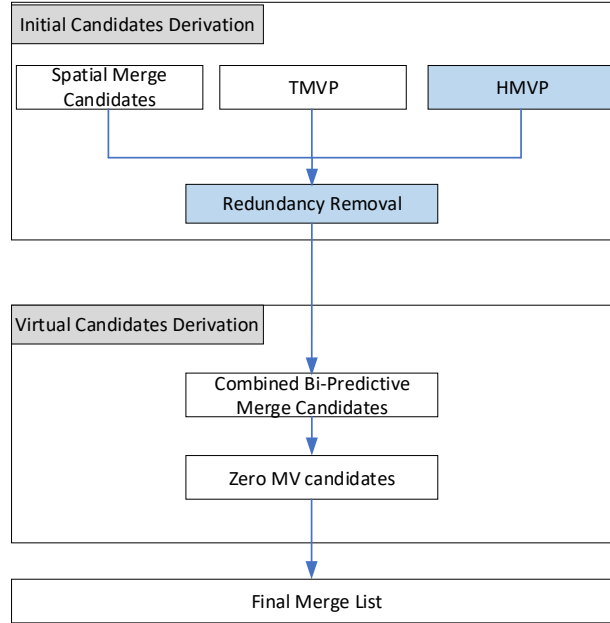 Initial Candidates Derivation
Spatial Merge
Candidates
TMVP
HMVP
Redundancy Removal
Virtual Candidates Derivation
Combined Bi-Predictive
Merge Candidates
Zero MV candidates
Final Merge List